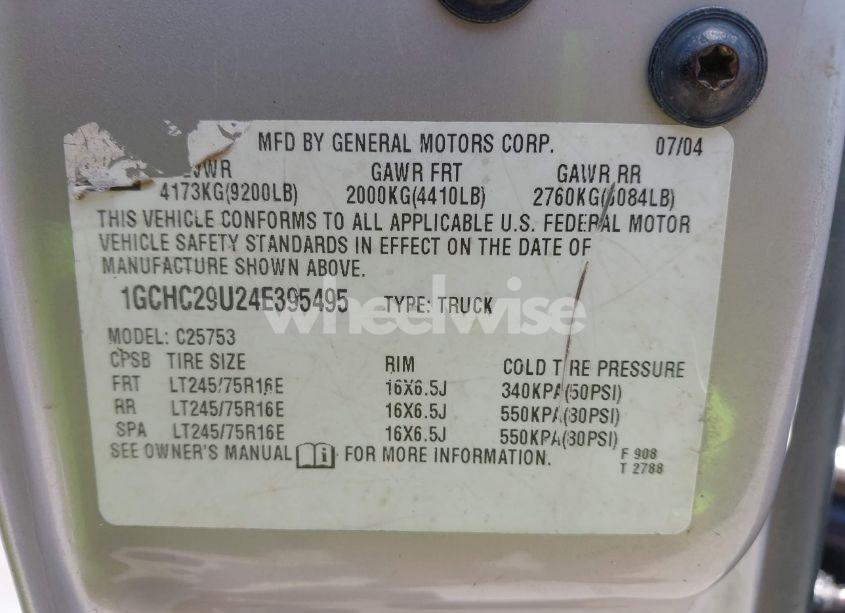 MFD BY GENERAL MOTORS CORP. 07/04
GAWR FRT GAWR RR
4173KG(9200LB) 2000KG(4410LB) 2760KG(6084LB)
THIS VEHICLE CONFORMS TO ALL APPLICABLE U.S. FEDERAL MOTOR
VEHICLE SAFETY STANDARDS IN EFFECT ON THE DATE OF
MANUFACTURE SHOWN ABOVE.
1GCHC29U24E395495 TYPE: TRUCK
wheelwise
MODEL: C25753
CPSB TIRE SIZE RIM COLD TIRE PRESSURE
FRT LT245/75R16E 16X6.5J 340KPA(50PSI)
RR LT245/75R16E 16X6.5J 550KPA(80PSI)
SPA LT245/75R16E 16X6.5J 550KPA(80PSI)
SEE OWNER'S MANUAL FOR MORE INFORMATION.
F 908
T 2788